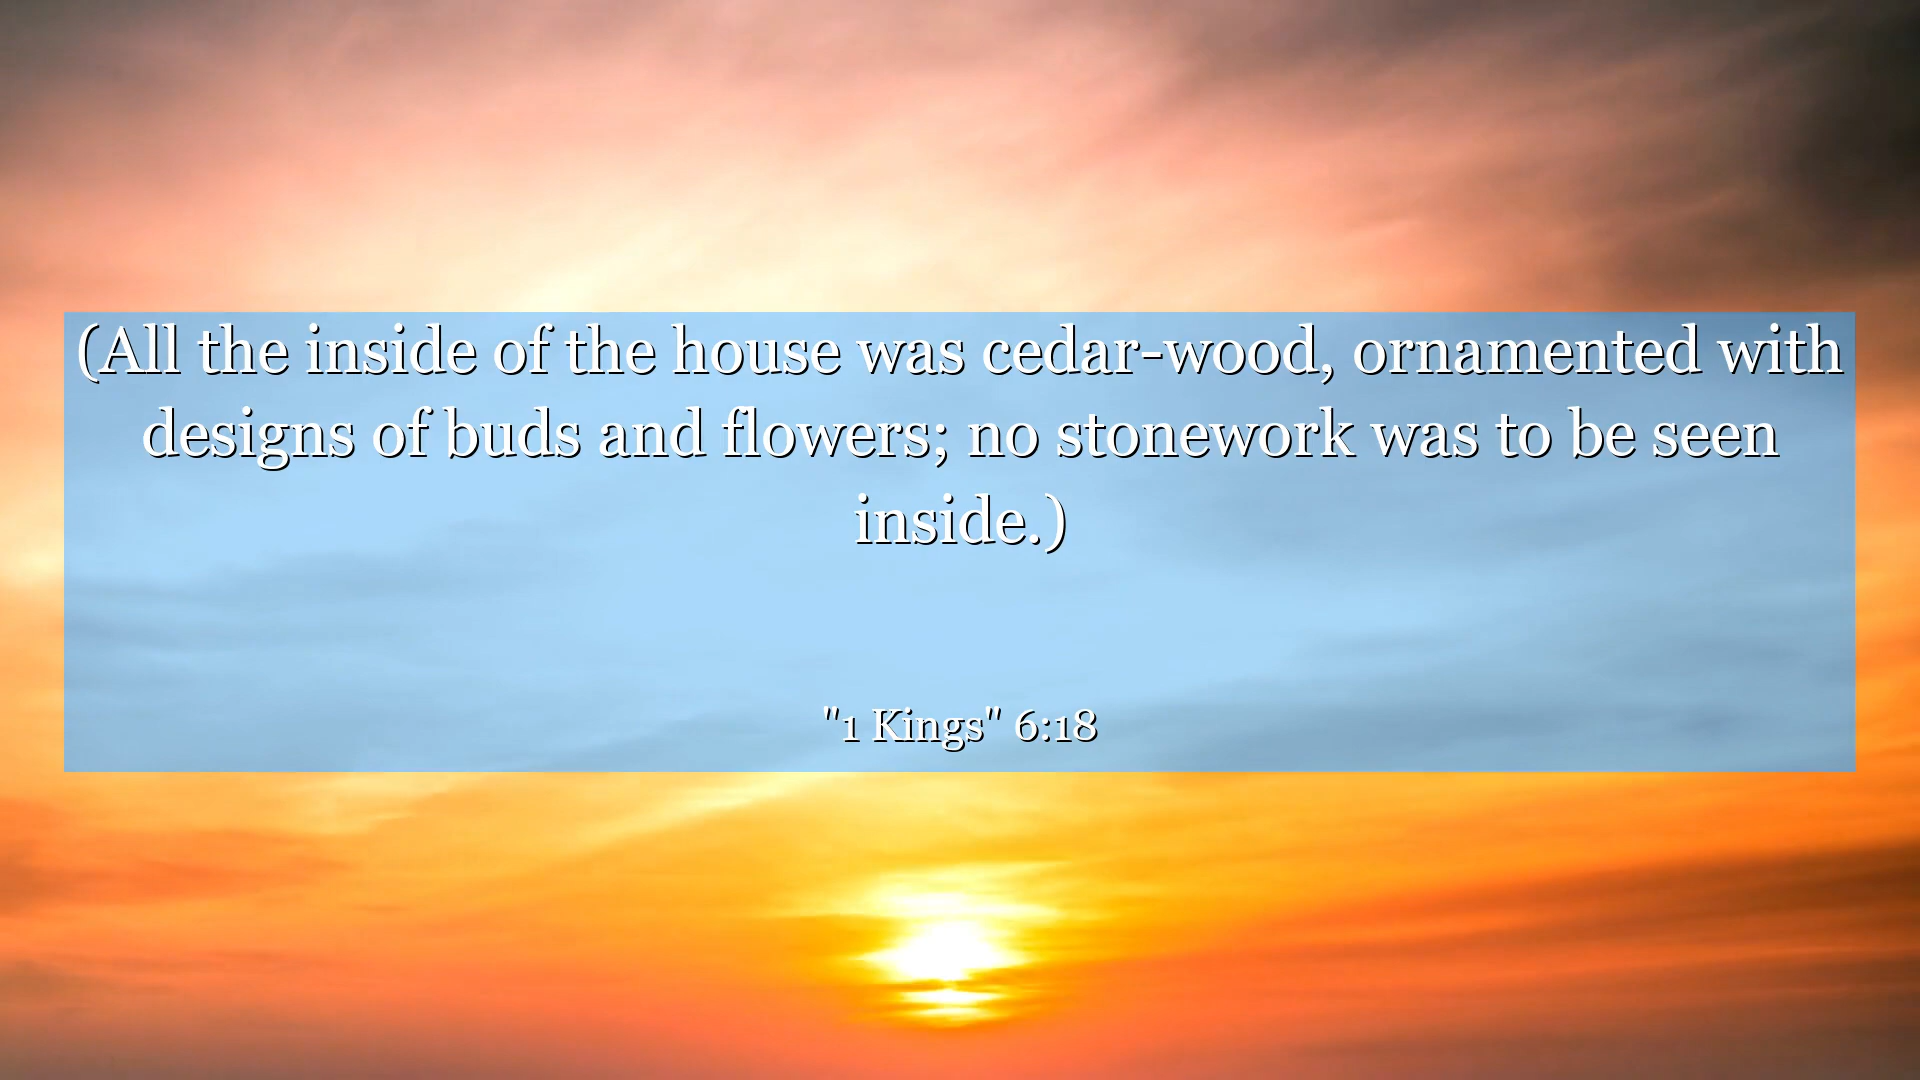 (All the inside of the house was cedar-wood, ornamented with
designs of buds and flowers; no stonework was to be seen
inside.)
"1 Kings" 6:18